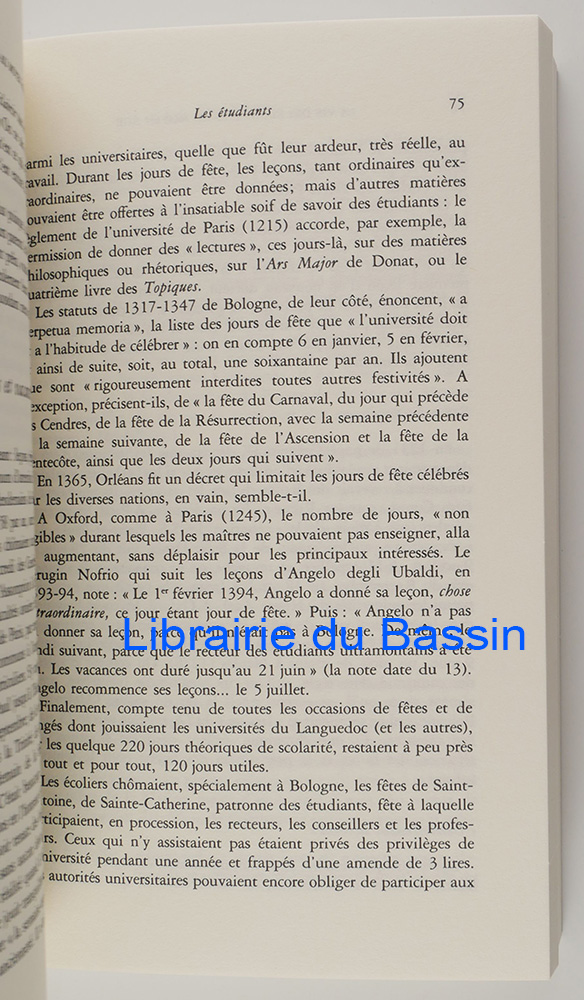 Les étudiants 75
armi les universitaires, quelle que fût leur ardeur, très réelle, au
avail. Durant les jours de fête, les leçons, tant ordinaires qu'ex-
aordinaires, ne pouvaient être données; mais d'autres matières
ouvaient être offertes à l'insatiable soif de savoir des étudiants : le
èglement de l'université de Paris (1215) accorde, par exemple, la
ermission de donner des « lectures », ces jours-là, sur des matières
hilosophiques ou rhétoriques, sur l'Ars Major de Donat, ou le
uatrième livre des Topiques.
Les statuts de 1317-1347 de Bologne, de leur côté, énoncent, « a
erpetua memoria », la liste des jours de fête que « l'université doit
a l'habitude de célébrer » : on en compte 6 en janvier, 5 en février,
ainsi de suite, soit, au total, une soixantaine par an. Ils ajoutent
ue sont « rigoureusement interdites toutes autres festivités ». A
exception, précisent-ils, de « la fête du Carnaval, du jour qui précède
s Cendres, de la fête de la Résurrection, avec la semaine précédente
la semaine suivante, de la fête de l'Ascension et la fête de la
entecôte, ainsi que les deux jours qui suivent ».
En 1365, Orléans fit un décret qui limitait les jours de fête célébrés
ar les diverses nations, en vain, semble-t-il.
A Oxford, comme à Paris (1245), le nombre de jours, « non
gibles » durant lesquels les maîtres ne pouvaient pas enseigner, alla
augmentant, sans déplaisir pour les principaux intéressés. Le
rugin Nofrio qui suit les leçons d'Angelo degli Ubaldi, en
93-94, note : « Le 1er février 1394, Angelo a donné sa leçon, chose
traordinaire, ce jour étant jour de fête. » Puis : « Angelo n'a pas
donner sa leçon, parce qu'il n'était pas à Bologne. De même, le
Librairie du Bassin
ndi suivant, parce que le recteur des étudiants ultramontains a été
u. Les vacances ont duré jusqu'au 21 juin » (la note date du 13).
ngelo recommence ses leçons... le 5 juillet.
Finalement, compte tenu de toutes les occasions de fêtes et de
ngés dont jouissaient les universités du Languedoc (et les autres),
les quelque 220 jours théoriques de scolarité, restaient à peu près
tout et pour tout, 120 jours utiles.
Les écoliers chômaient, spécialement à Bologne, les fêtes de Saint-
toine, de Sainte-Catherine, patronne des étudiants, fête à laquelle
rticipaient, en procession, les recteurs, les conseillers et les profes-
rs. Ceux qui n'y assistaient pas étaient privés des privilèges de
niversité pendant une année et frappés d'une amende de 3 lires.
s autorités universitaires pouvaient encore obliger de participer aux